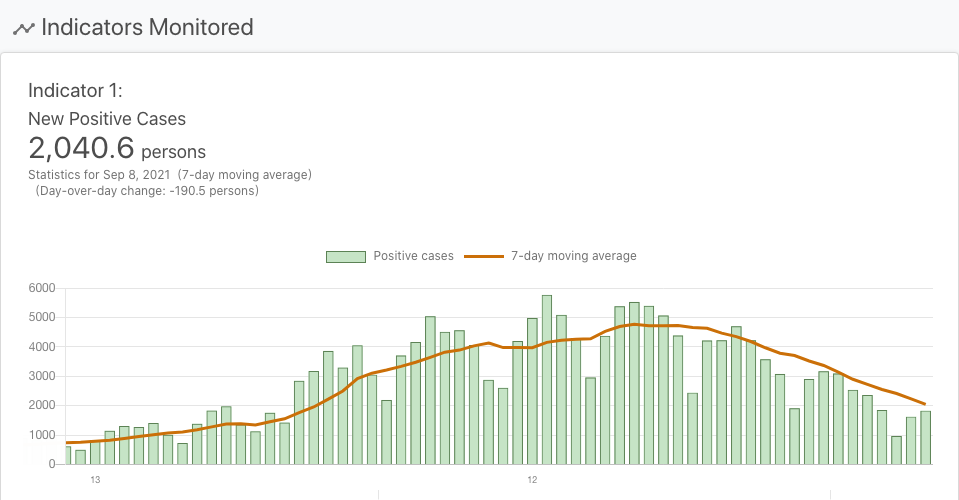 Indicators Monitored
Indicator 1:
New Positive Cases
2,040.6 persons
Statistics for Sep 8, 2021 (7-day moving average)
(Day-over-day change: -190.5 persons)
Positive cases 7-day moving average
6000
5000
4000
3000
2000
1000
0
13 12